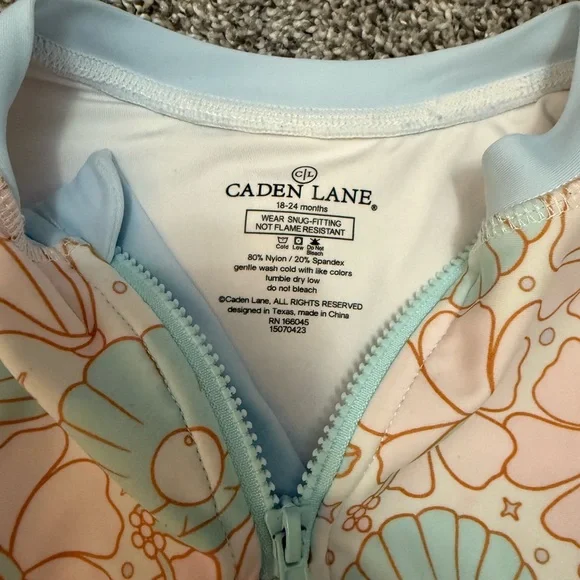 C|L
CADEN LANE®
18-24 months
WEAR SNUG-FITTING
NOT FLAME RESISTANT
Cold Low Do Not
Bleach
80% Nylon / 20% Spandex
gentle wash cold with like colors
tumble dry low
do not bleach
©Caden Lane, ALL RIGHTS RESERVED
designed in Texas, made in China
RN 166045
15070423